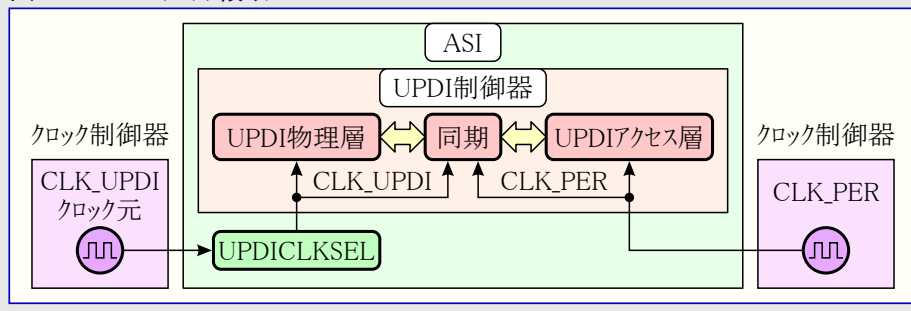 ASI
UPDI制御器
UPDI物理層
同期
UPDIアクセス層
CLK_UPDI
CLK_PER
クロック制御器
CLK_UPDI
クロック元
UPDICLKSEL
クロック制御器
CLK_PER